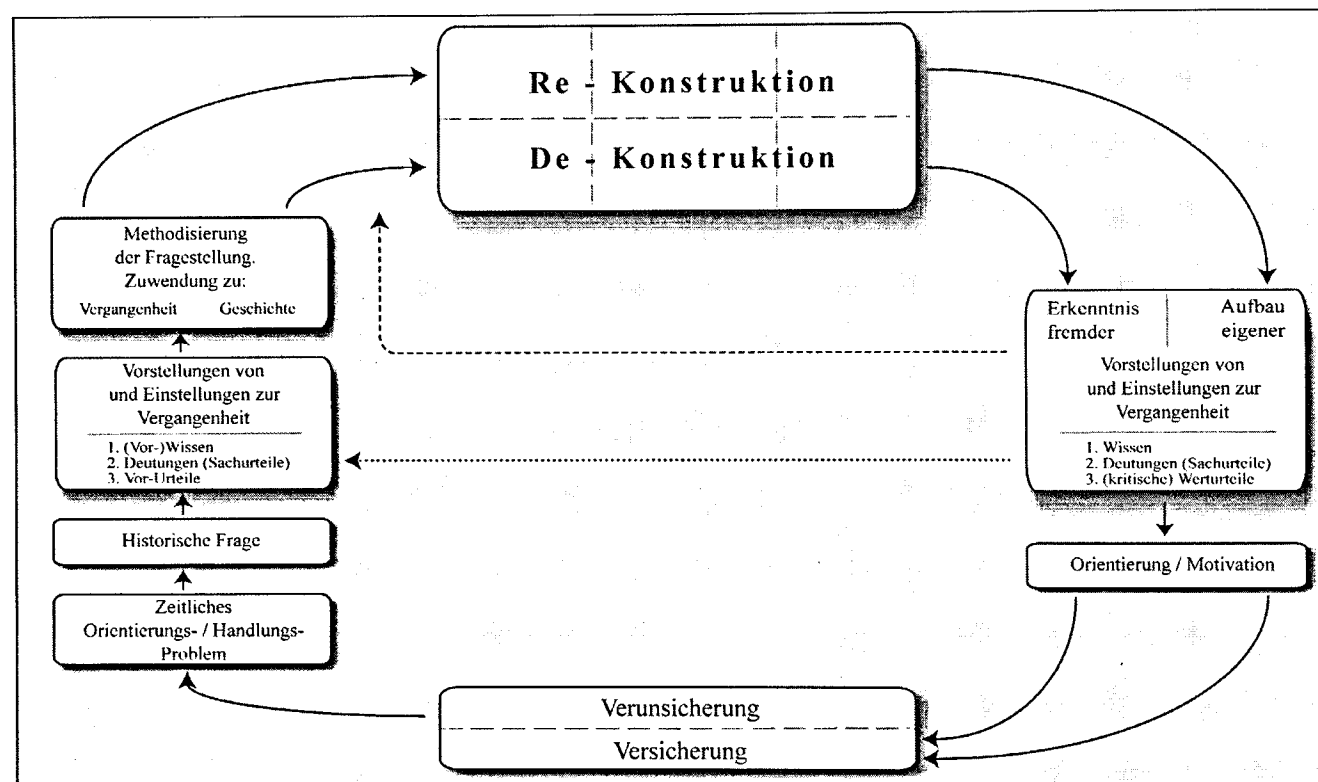 Re - Konstruktion
De - Konstruktion
Methodisierung
der Fragestellung.
Zuwendung zu:
Vergangenheit Geschichte
Vorstellungen von
und Einstellungen zur
Vergangenheit
1. (Vor-)Wissen
2. Deutungen (Sachurteile)
3. Vor-Urteile
Historische Frage
Zeitliches
Orientierungs- / Handlungs-
Problem
Erkenntnis Aufbau
fremder eigener
Vorstellungen von
und Einstellungen zur
Vergangenheit
1. Wissen
2. Deutungen (Sachurteile)
3. (kritische) Werturteile
Orientierung / Motivation
Verunsicherung
Versicherung